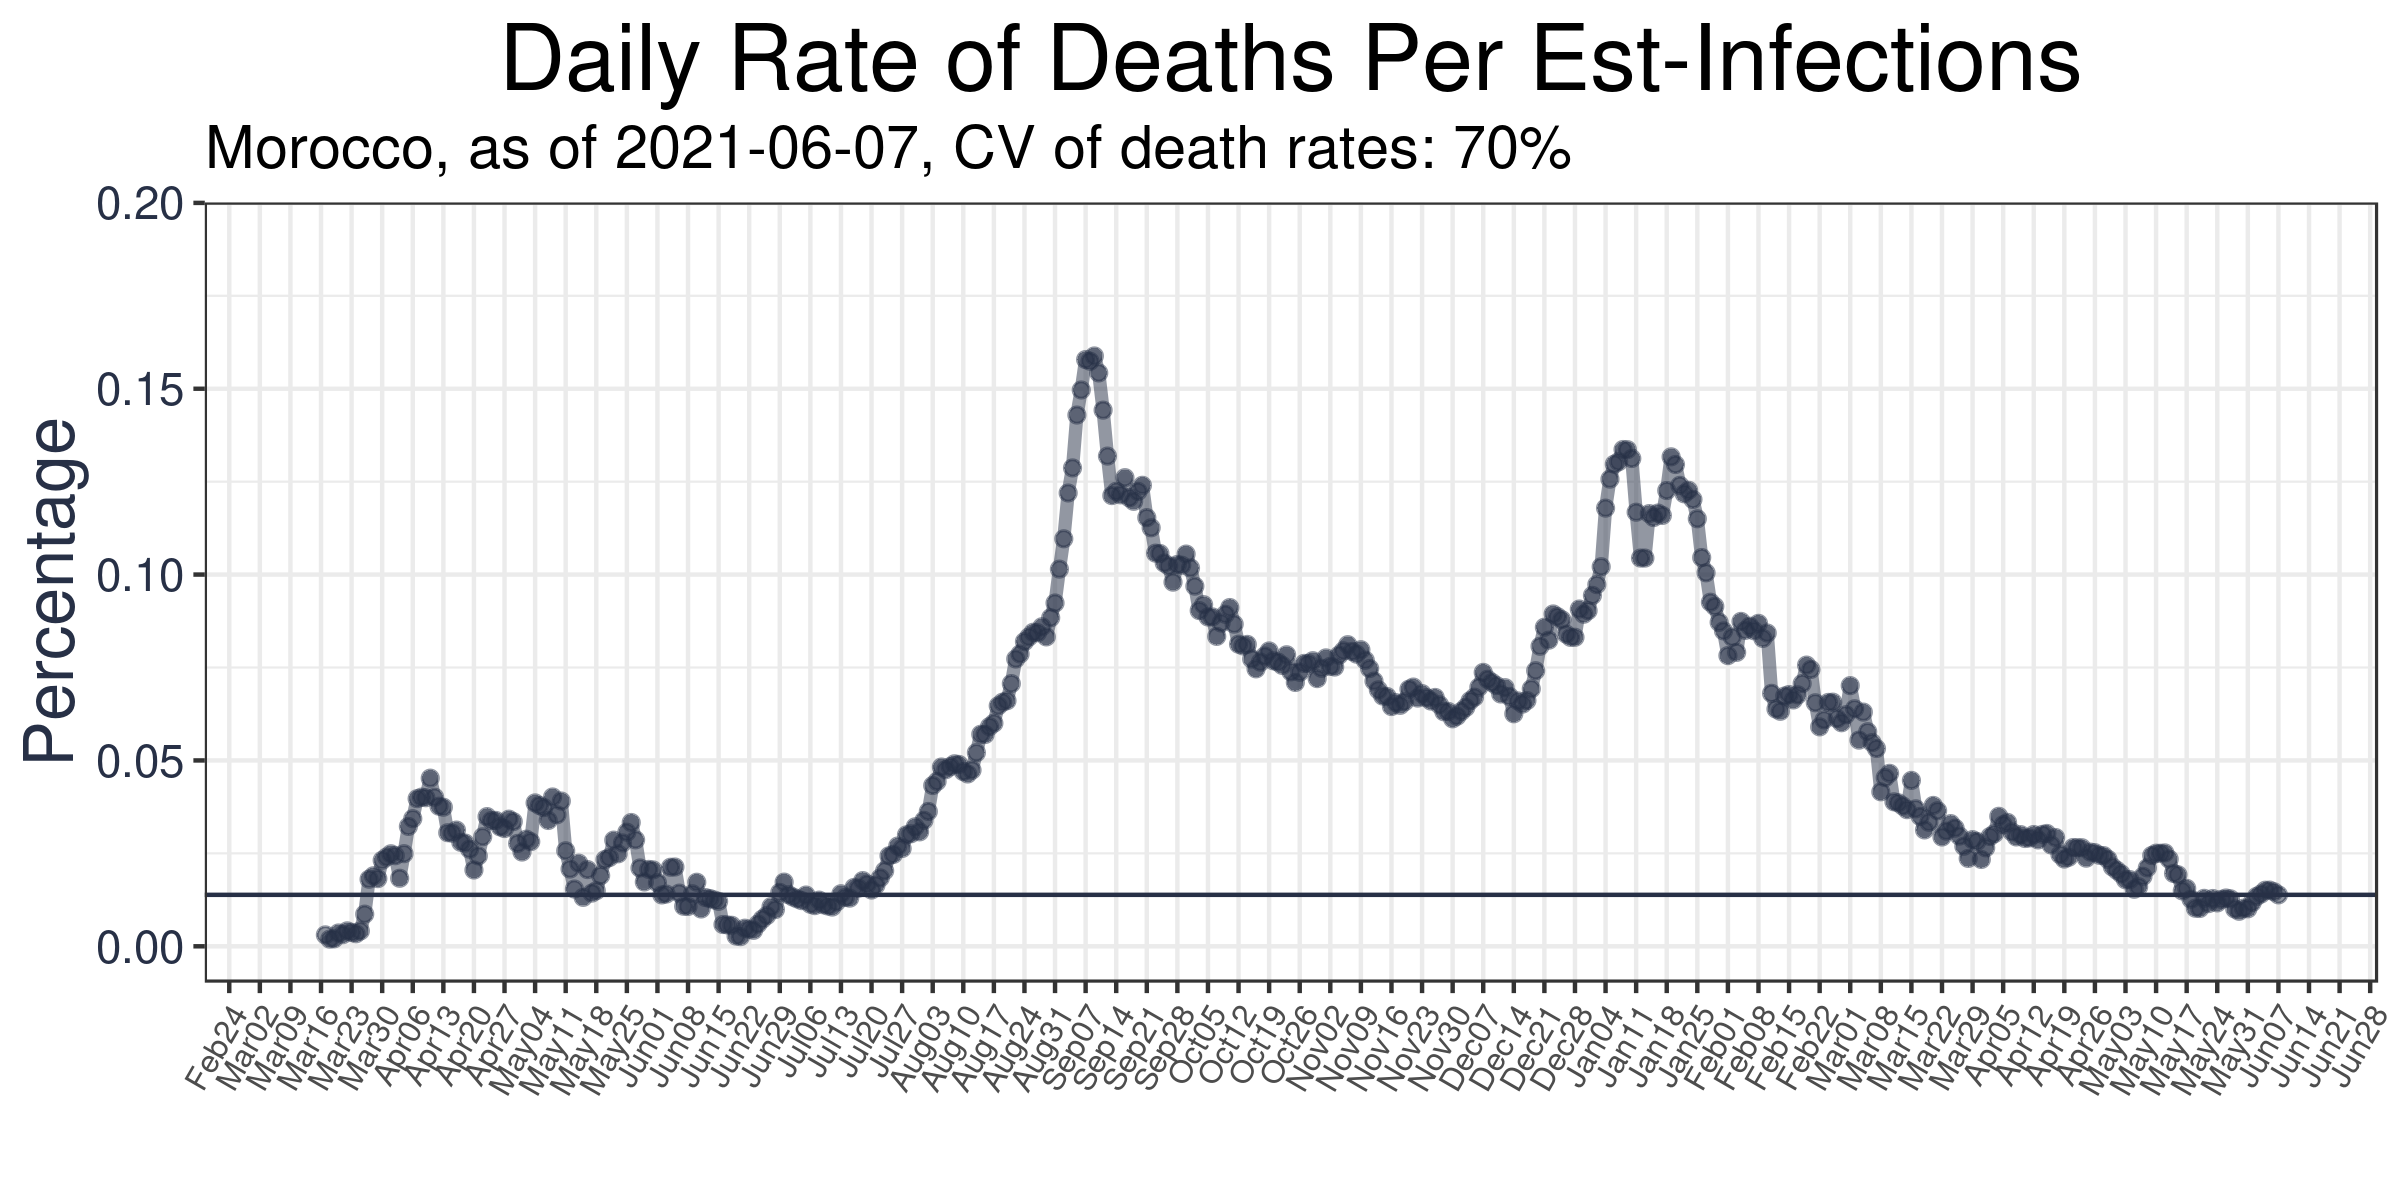 Daily Rate of Deaths Per Est-Infections
Morocco, as of 2021-06-07, CV of death rates: 70%
Percentage
0.20
0.15
0.10
0.05
0.00
Feb24
Mar02
Mar09
Mar16
Mar23
Mar30
Apr06
Apr13
Apr20
Apr27
May04
May11
May18
May25
Jun01
Jun08
Jun15
Jun22
Jun29
Jul06
Jul13
Jul20
Jul27
Aug03
Aug10
Aug17
Aug24
Aug31
Sep07
Sep14
Sep21
Sep28
Oct05
Oct12
Oct19
Oct26
Nov02
Nov09
Nov16
Nov23
Nov30
Dec07
Dec14
Dec21
Dec28
Jan04
Jan11
Jan18
Jan25
Feb01
Feb08
Feb15
Feb22
Mar01
Mar08
Mar15
Mar22
Mar29
Apr05
Apr12
Apr19
Apr26
May03
May10
May17
May24
May31
Jun07
Jun14
Jun21
Jun28